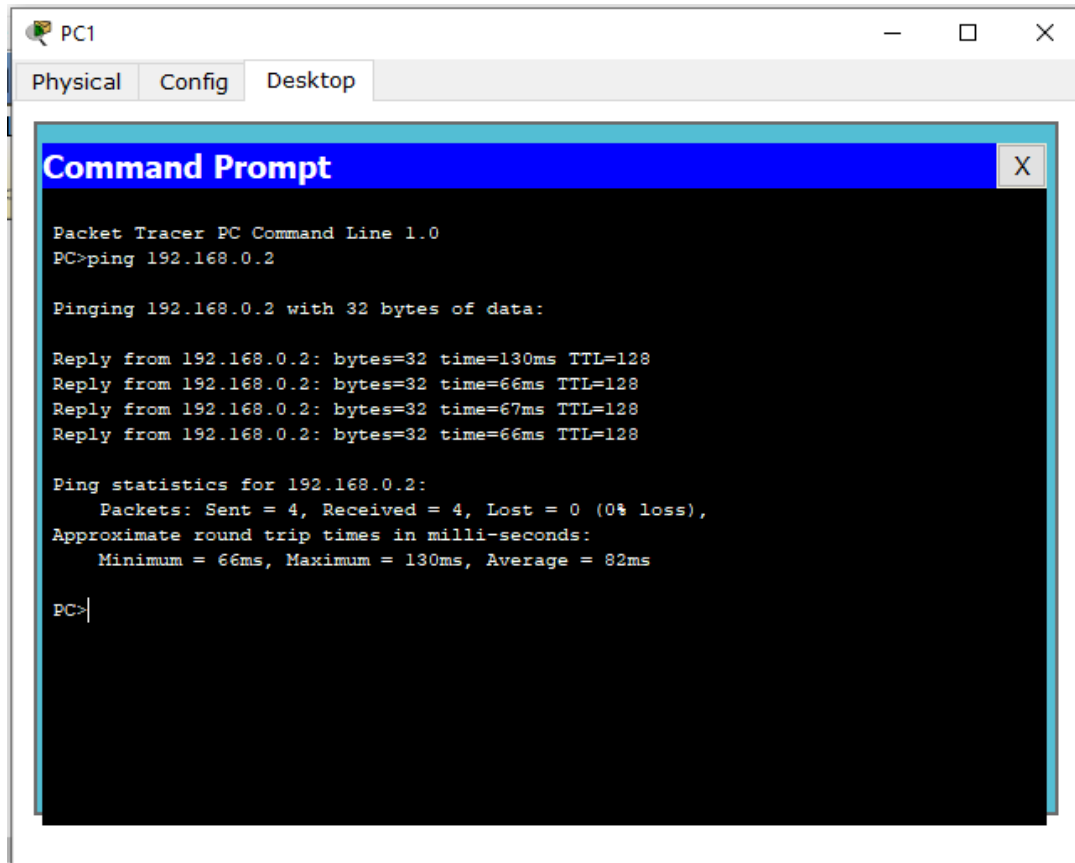 PC1
Physical Config Desktop
Command Prompt
X
Packet Tracer PC Command Line 1.0
PC>ping 192.168.0.2
Pinging 192.168.0.2 with 32 bytes of data:
Reply from 192.168.0.2: bytes=32 time=130ms TTL=128
Reply from 192.168.0.2: bytes=32 time=66ms TTL=128
Reply from 192.168.0.2: bytes=32 time=67ms TTL=128
Reply from 192.168.0.2: bytes=32 time=66ms TTL=128
Ping statistics for 192.168.0.2:
Packets: Sent = 4, Received = 4, Lost = 0 (0% loss),
Approximate round trip times in milli-seconds:
Minimum = 66ms, Maximum = 130ms, Average = 82ms
PC>